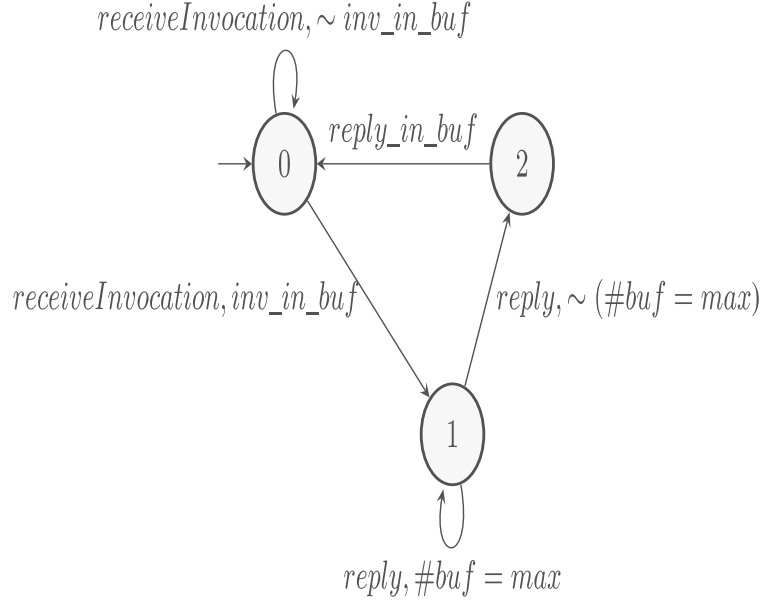 receiveInvocation, ~ inv_in_buf
reply_in_buf
0
2
receiveInvocation, inv_in_buf
reply, ~ (#buf = max)
1
reply, #buf = max